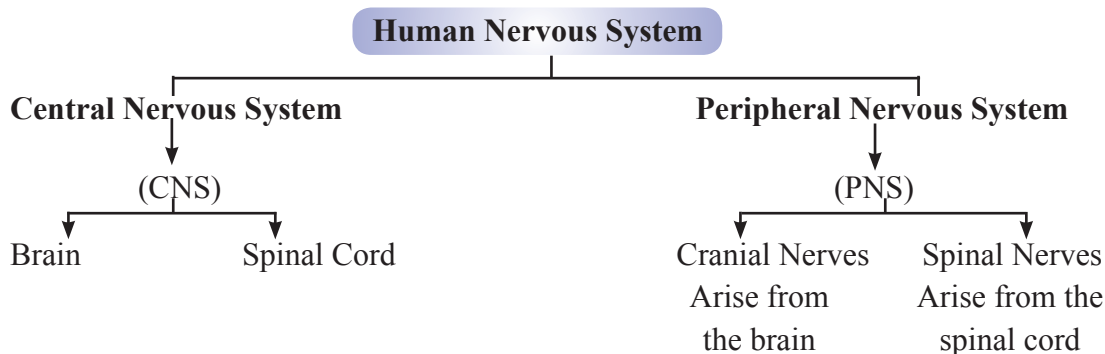 Human Nervous System
Central Nervous System
Peripheral Nervous System
(CNS)
(PNS)
Brain
Spinal Cord
Cranial Nerves
Arise from
the brain
Spinal Nerves
Arise from the
spinal cord